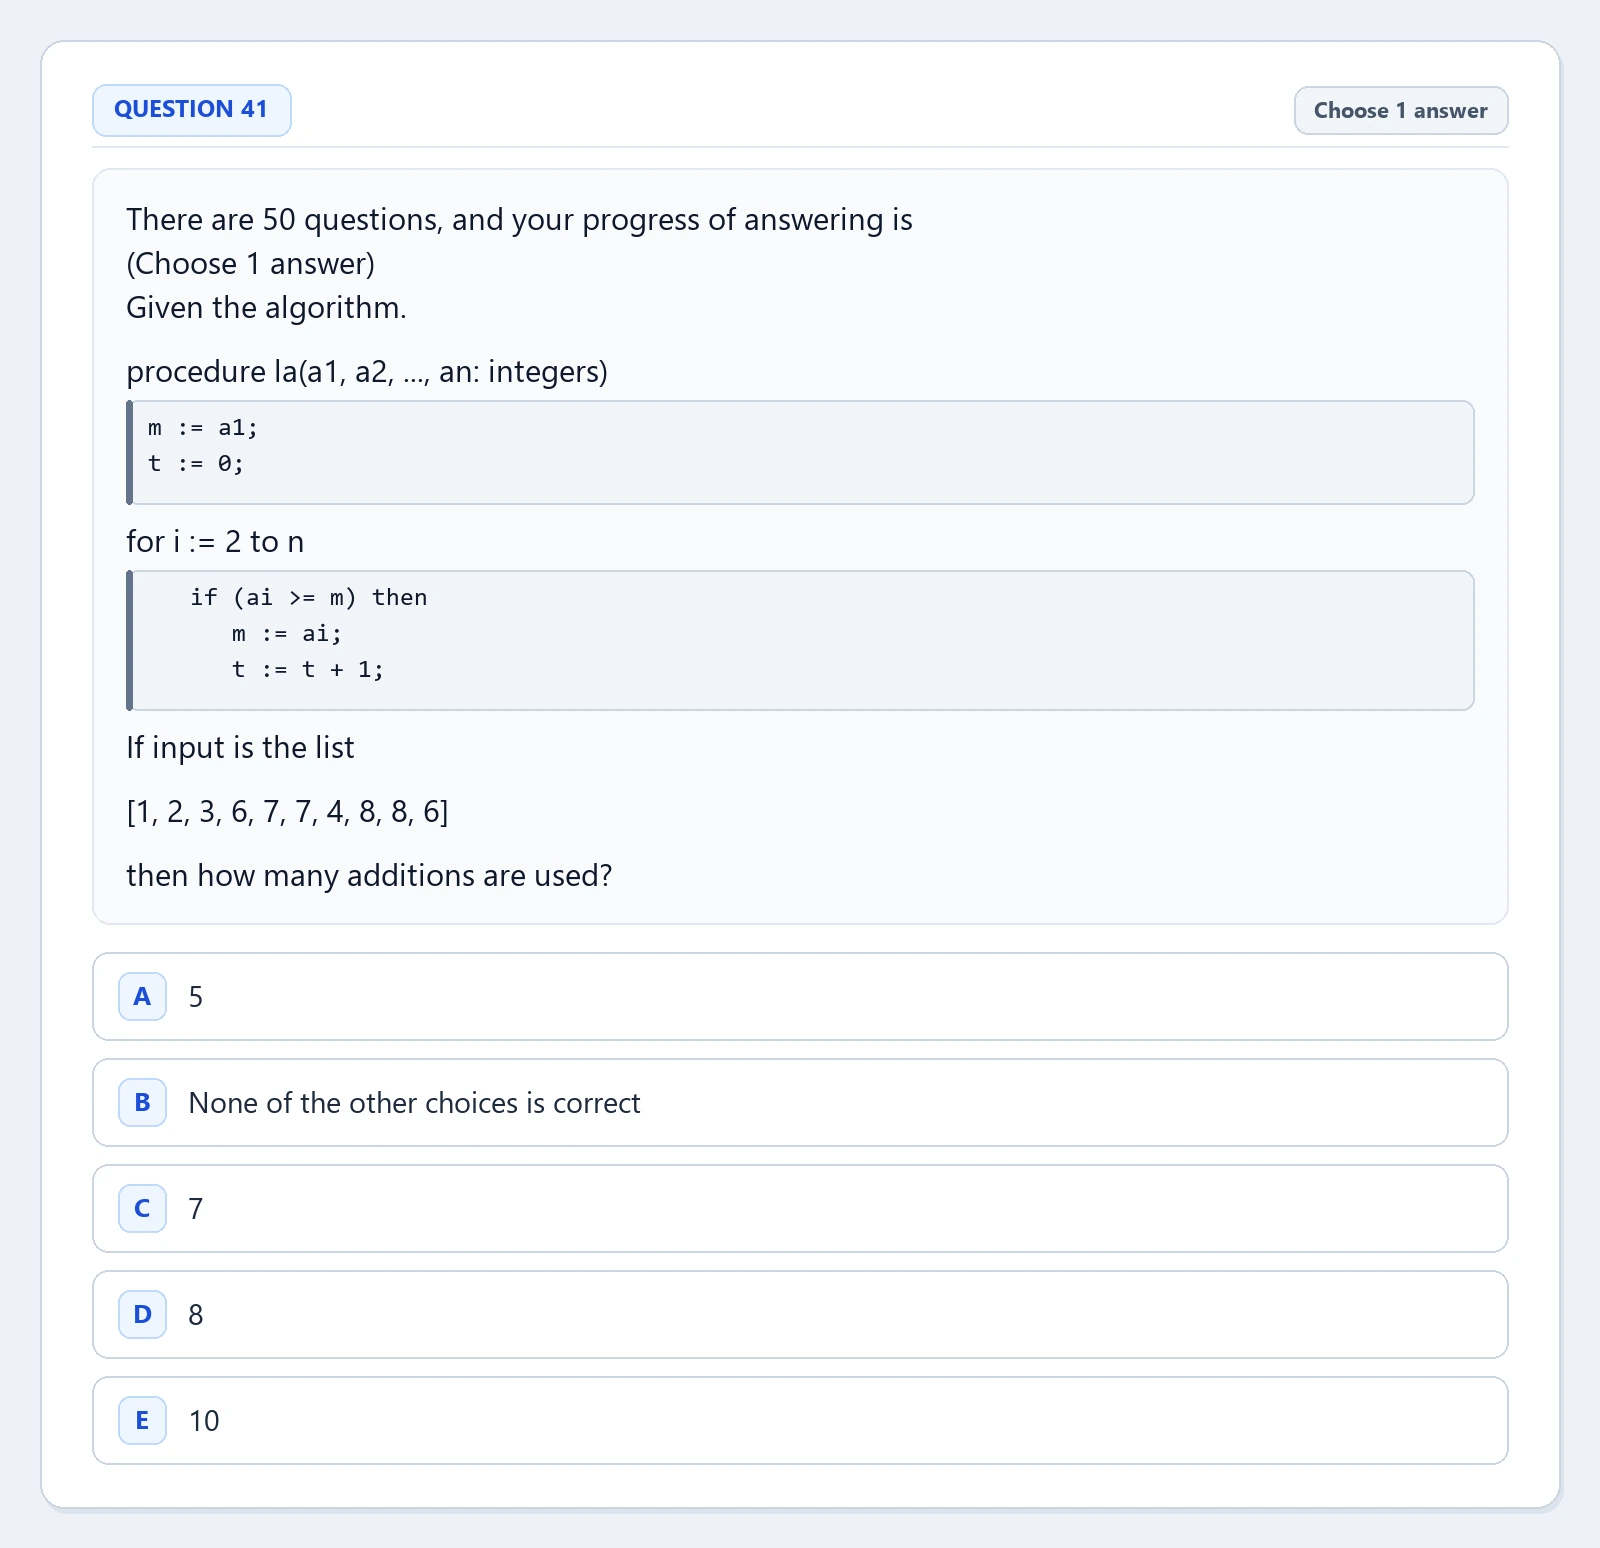 QUESTION 41
Choose 1 answer
There are 50 questions, and your progress of answering is
(Choose 1 answer)
Given the algorithm.
procedure la(a1, a2, ..., an: integers)
m := a1;
t := 0;
for i := 2 to n
if (ai >= m) then
m := ai;
t := t + 1;
If input is the list
[1, 2, 3, 6, 7, 7, 4, 8, 8, 6]
then how many additions are used?
A 5
B None of the other choices is correct
C 7
D 8
E 10